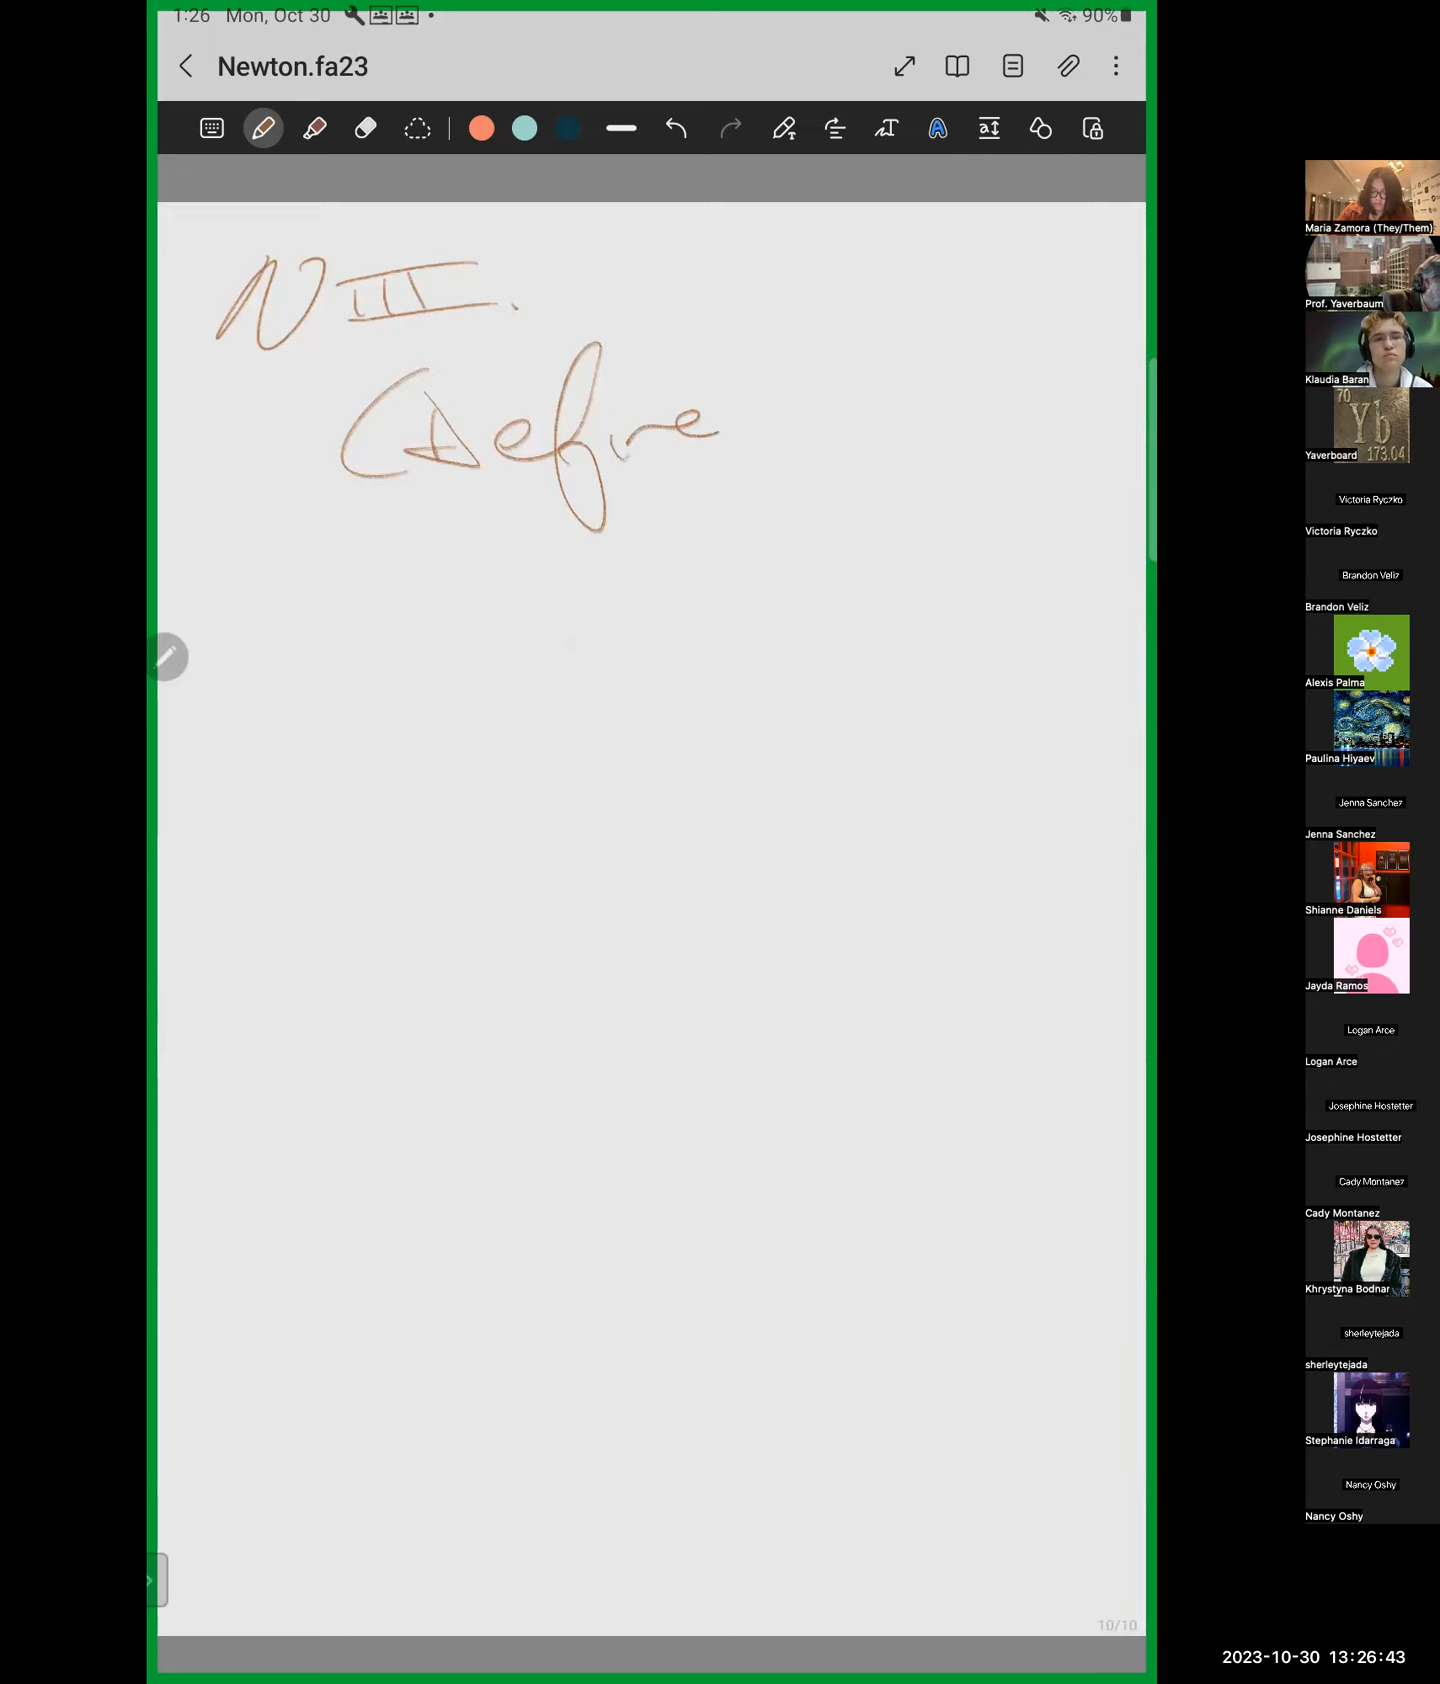 1:26 Mon, Oct 30
90%
Newton.fa23
N III.
Define
Maria Zamora (They/Them)
Prof. Yaverbaum
Klaudia Baran
70
Yb
173.04
Yaverboard
Victoria Ryczko
Victoria Ryczko
Brandon Veliz
Brandon Veliz
Alexis Palma
Paulina Hiyaev
Jenna Sanchez
Jenna Sanchez
Shianne Daniels
Jayda Ramos
Logan Arce
Logan Arce
Josephine Hostetter
Josephine Hostetter
Cady Montanez
Cady Montanez
Khrystyna Bodnar
sherleytejada
sherleytejada
Stephanie Idarraga
Nancy Oshy
Nancy Oshy
10/10
2023-10-30 13:26:43